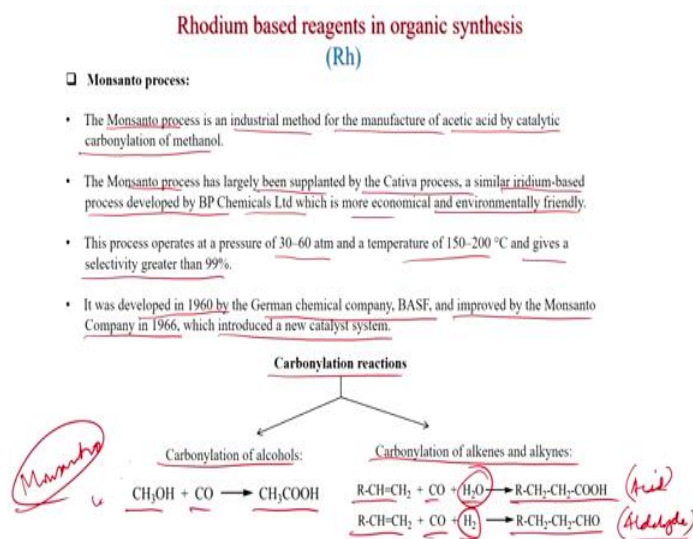 Rhodium based reagents in organic synthesis
(Rh)
❑ Monsanto process:
• The Monsanto process is an industrial method for the manufacture of acetic acid by catalytic
carbonylation of methanol.
• The Monsanto process has largely been supplanted by the Cativa process, a similar iridium-based
process developed by BP Chemicals Ltd which is more economical and environmentally friendly.
• This process operates at a pressure of 30–60 atm and a temperature of 150–200 °C and gives a
selectivity greater than 99%.
• It was developed in 1960 by the German chemical company, BASF, and improved by the Monsanto
Company in 1966, which introduced a new catalyst system.
Carbonylation reactions
Carbonylation of alcohols:
Monsanto
CH₃OH + CO ⟶ CH₃COOH
Carbonylation of alkenes and alkynes:
R-CH=CH₂ + CO + H₂O ⟶ R-CH₂-CH₂-COOH (Acid)
R-CH=CH₂ + CO + H₂ ⟶ R-CH₂-CH₂-CHO (Aldehyde)